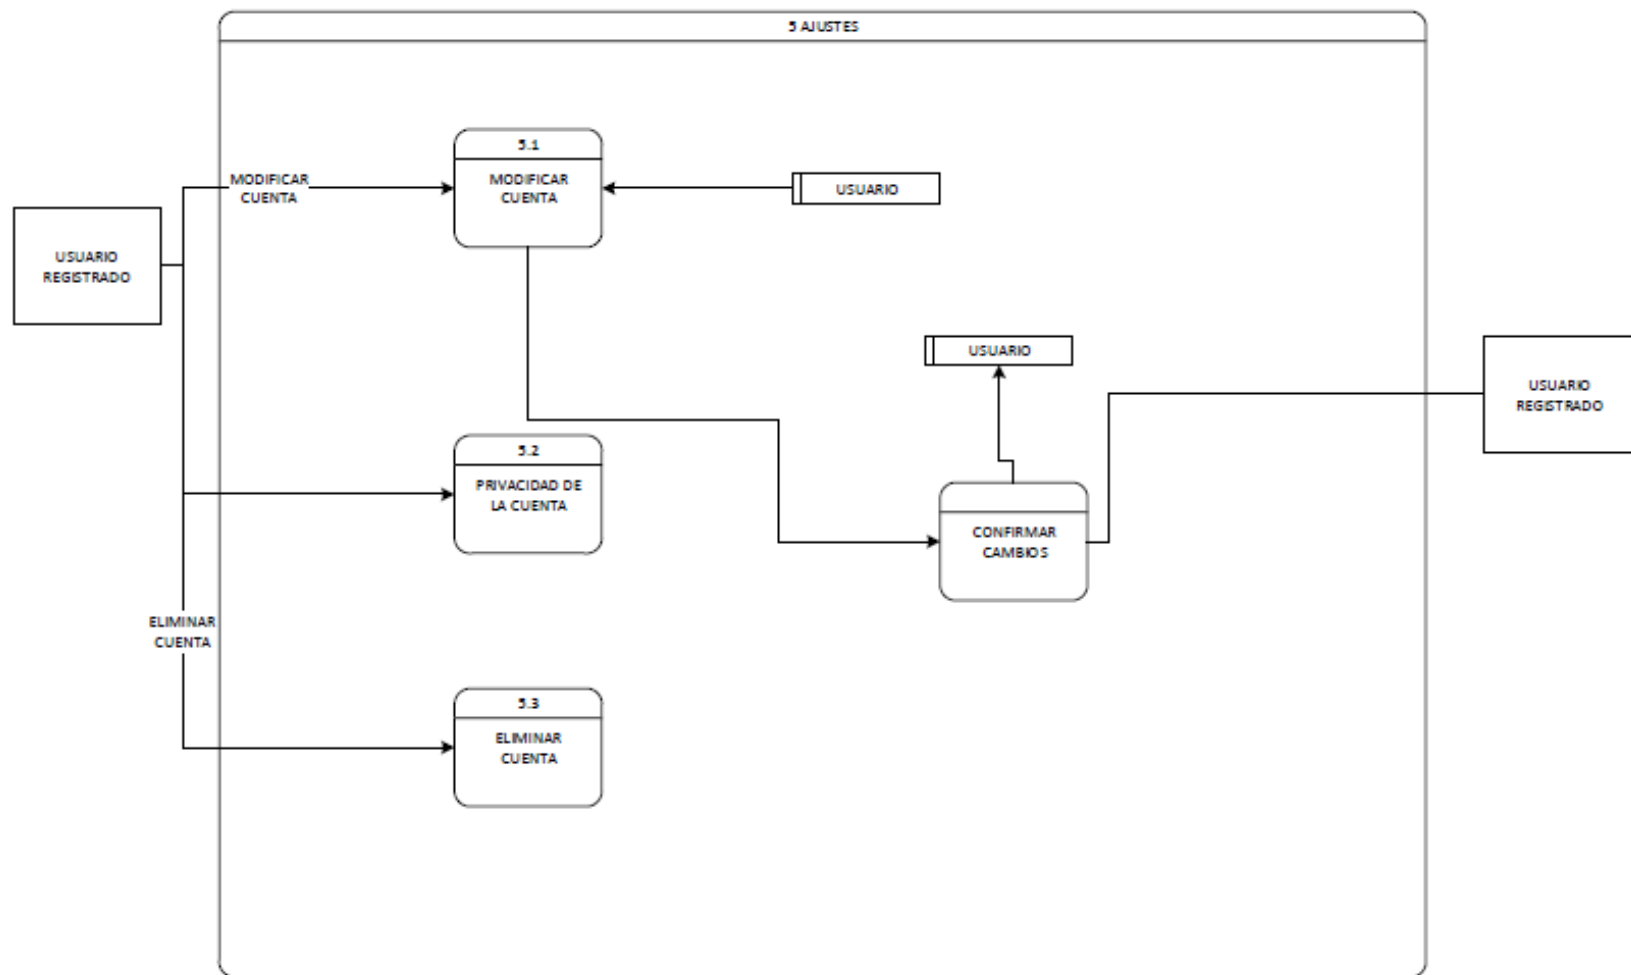 5 AJUSTES
5.1
MODIFICAR
CUENTA
MODIFICAR
CUENTA
USUARIO
USUARIO
REGISTRADO
USUARIO
USUARIO
REGISTRADO
5.2
PRIVACIDAD DE
LA CUENTA
CONFIRMAR
CAMBIOS
ELIMINAR
CUENTA
5.3
ELIMINAR
CUENTA